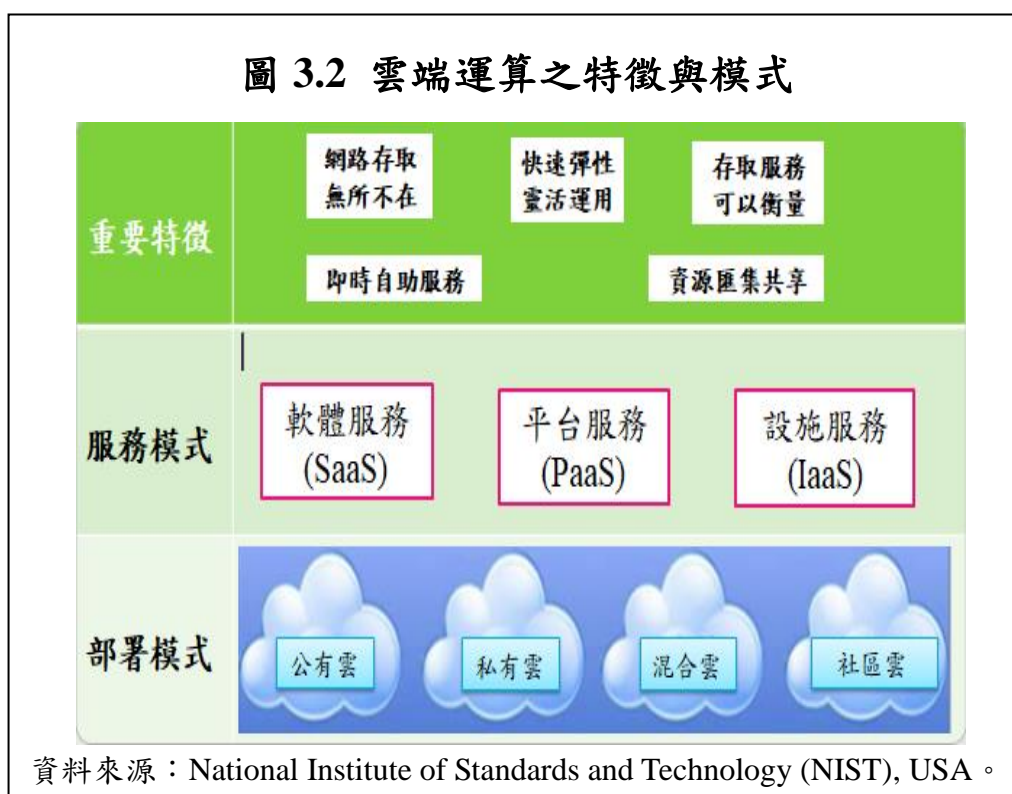 圖 3.2 雲端運算之特徵與模式
重要特徵
網路存取
無所不在
快速彈性
靈活運用
存取服務
可以衡量
即時自助服務
資源匯集共享
服務模式
軟體服務
(SaaS)
平台服務
(PaaS)
設施服務
(IaaS)
部署模式
公有雲
私有雲
混合雲
社區雲
資料來源：National Institute of Standards and Technology (NIST), USA。